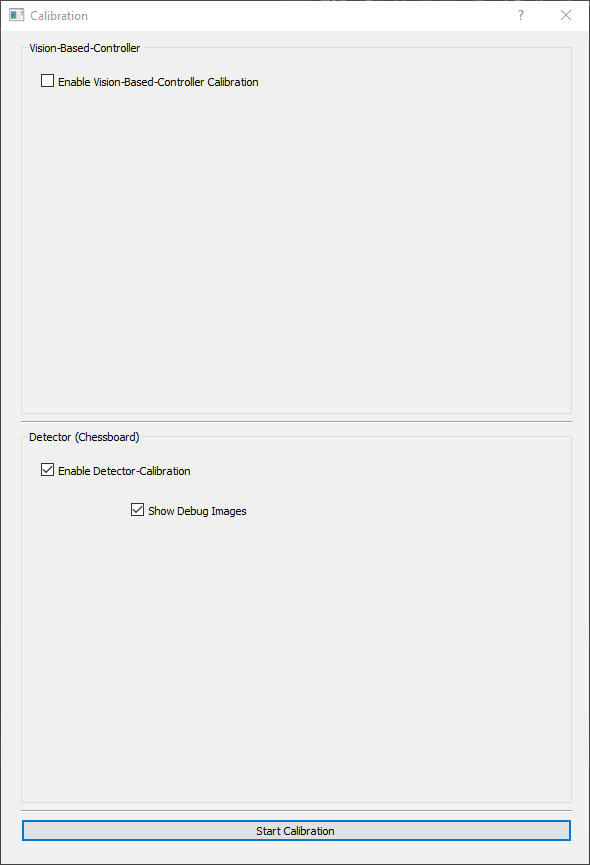 Calibration
?
Vision-Based-Controller
Enable Vision-Based-Controller Calibration
Detector (Chessboard)
Enable Detector-Calibration
Show Debug Images
Start Calibration